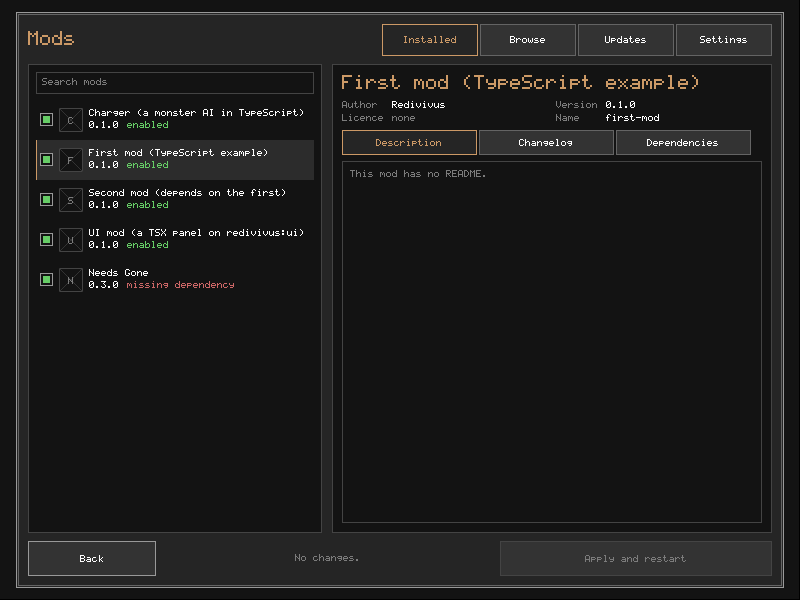 Mods
Installed
Browse
Updates
Settings
Search mods
C
Charger (a monster AI in TypeScript)
0.1.0 enabled
F
First mod (TypeScript example)
0.1.0 enabled
S
Second mod (depends on the first)
0.1.0 enabled
U
UI mod (a TSX panel on redivivus:ui)
0.1.0 enabled
N
Needs Gone
0.3.0 missing dependency
First mod (TypeScript example)
Author Redivivus
Version 0.1.0
Licence none
Name first-mod
Description
Changelog
Dependencies
This mod has no README.
Back
No changes.
Apply and restart